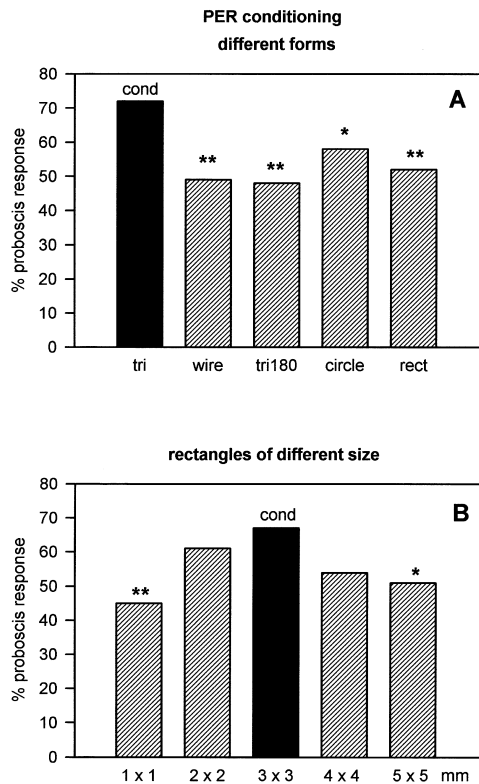 PER conditioning
different forms
80
70
60
50
40
30
20
10
0
% proboscis response
A
cond
** ** * **
tri wire tri180 circle rect
rectangles of different size
80
70
60
50
40
30
20
10
0
% proboscis response
B
cond
** *
1 x 1 2 x 2 3 x 3 4 x 4 5 x 5 mm